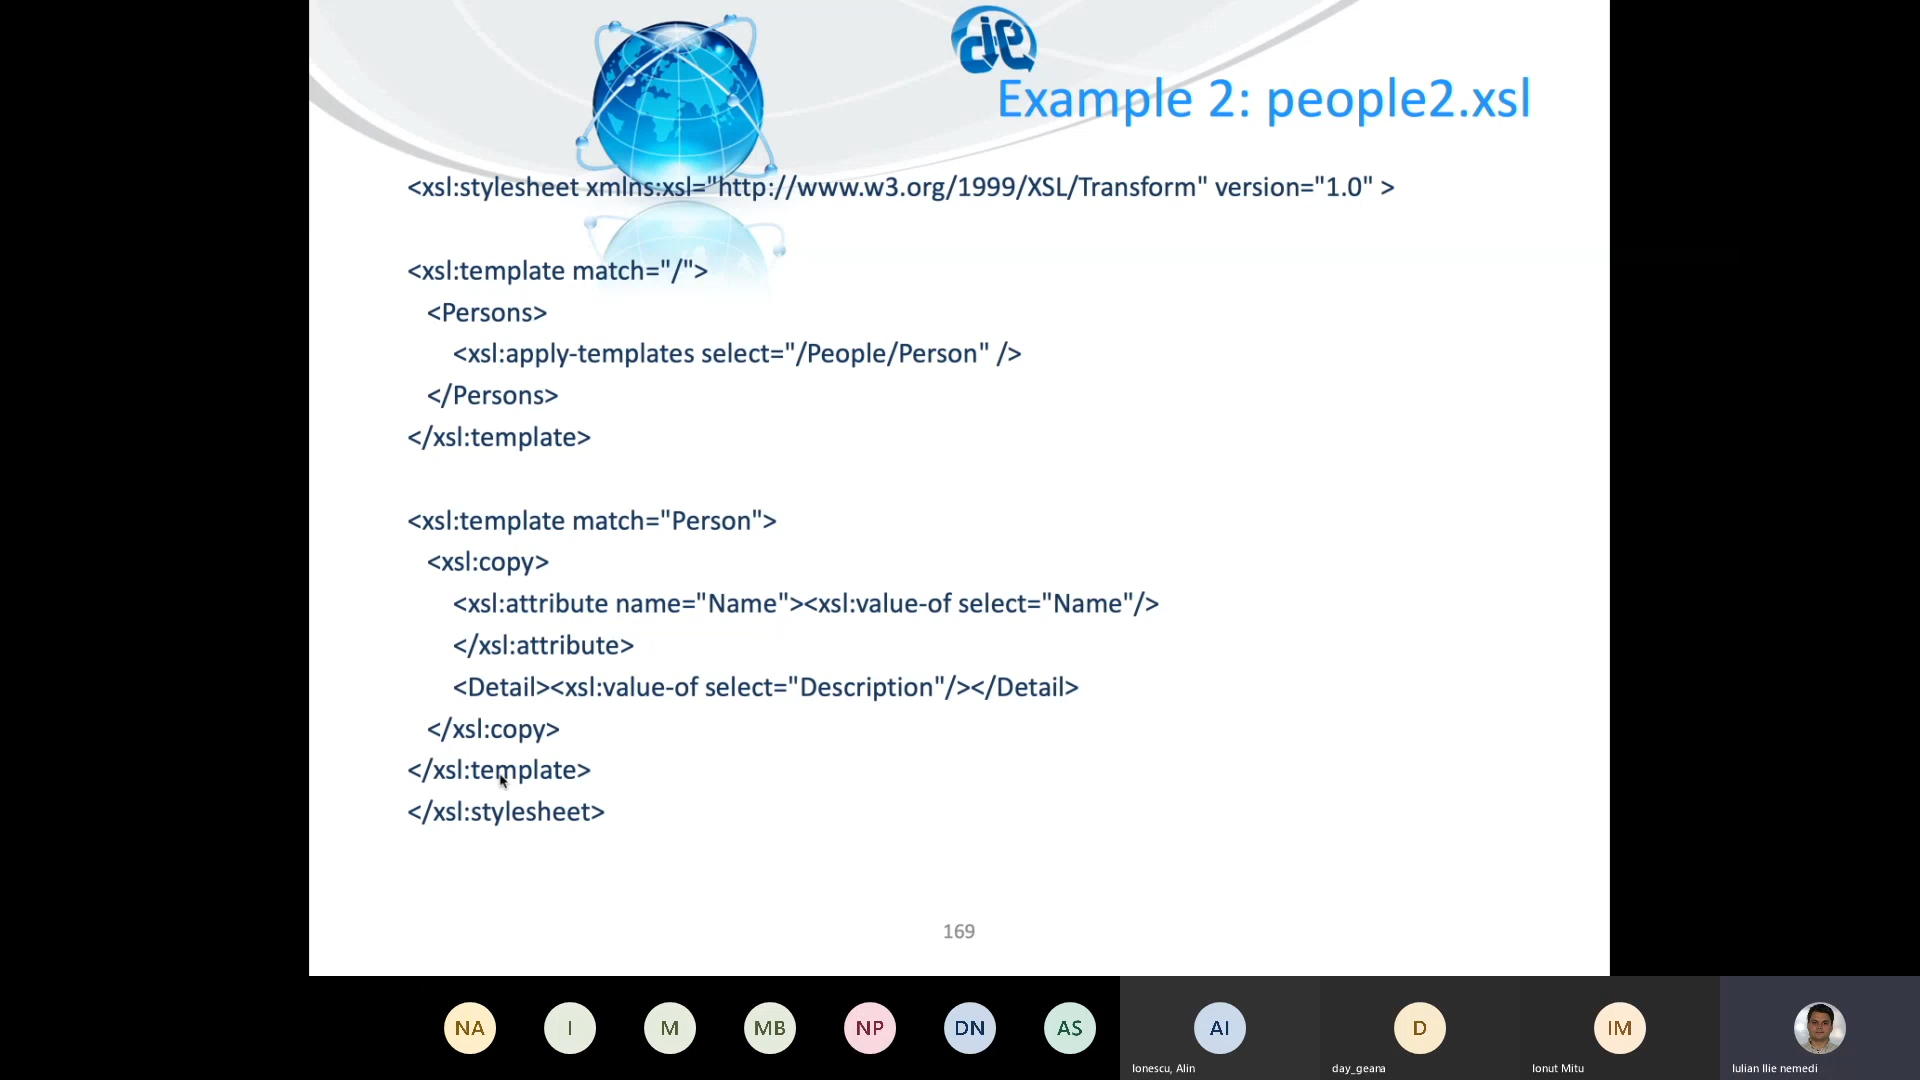 Example 2: people2.xsl
<xsl:stylesheet xmlns:xsl="http://www.w3.org/1999/XSL/Transform" version="1.0" >
<xsl:template match="/">
<Persons>
<xsl:apply-templates select="/People/Person" />
</Persons>
</xsl:template>
<xsl:template match="Person">
<xsl:copy>
<xsl:attribute name="Name"><xsl:value-of select="Name"/>
</xsl:attribute>
<Detail><xsl:value-of select="Description"/></Detail>
</xsl:copy>
</xsl:template>
</xsl:stylesheet>
169
NA I M MB NP DN AS AI D IM
Ionescu, Alin day_geana Ionut Mitu Iulian Ilie nemedi